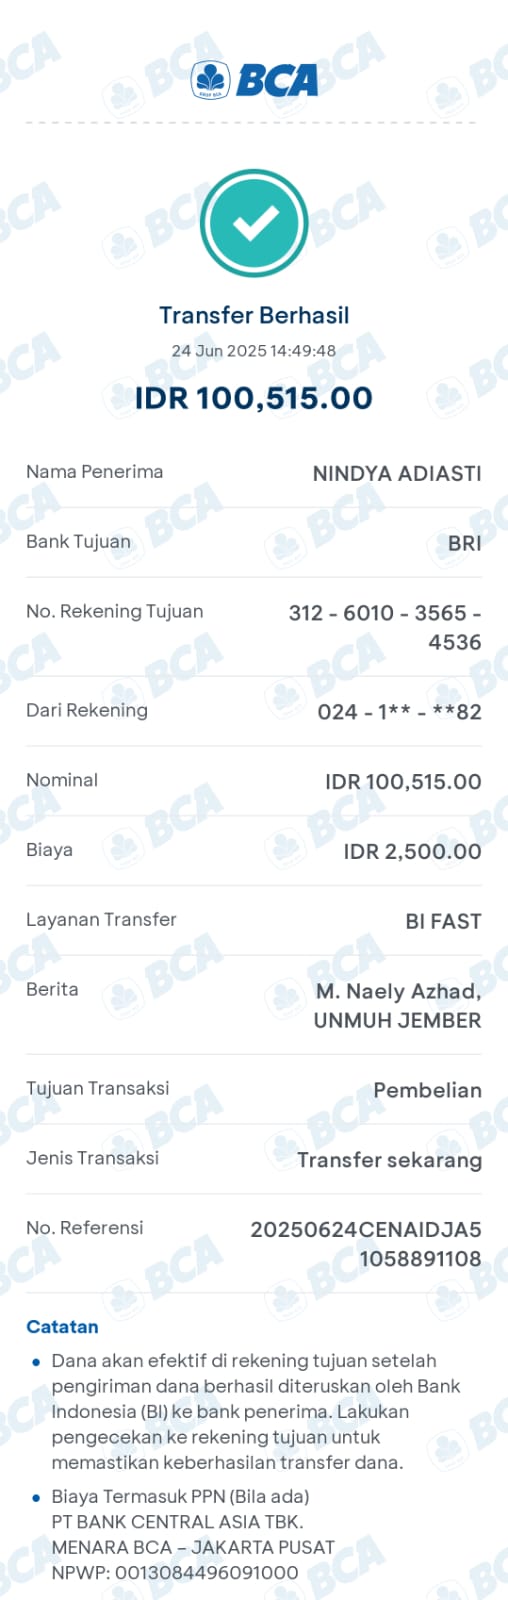 BCA
Transfer Berhasil
24 Jun 2025 14:49:48
IDR 100,515.00
Nama Penerima NINDYA ADIASTI
Bank Tujuan BRI
No. Rekening Tujuan 312 - 6010 - 3565 -
4536
Dari Rekening 024 - 1** - **82
Nominal IDR 100,515.00
Biaya IDR 2,500.00
Layanan Transfer BI FAST
Berita M. Naely Azhad,
UNMUH JEMBER
Tujuan Transaksi Pembelian
Jenis Transaksi Transfer sekarang
No. Referensi 20250624CENAIDJA5
1058891108
Catatan
• Dana akan efektif di rekening tujuan setelah
pengiriman dana berhasil diteruskan oleh Bank
Indonesia (BI) ke bank penerima. Lakukan
pengecekan ke rekening tujuan untuk
memastikan keberhasilan transfer dana.
• Biaya Termasuk PPN (Bila ada)
PT BANK CENTRAL ASIA TBK.
MENARA BCA – JAKARTA PUSAT
NPWP: 0013084496091000